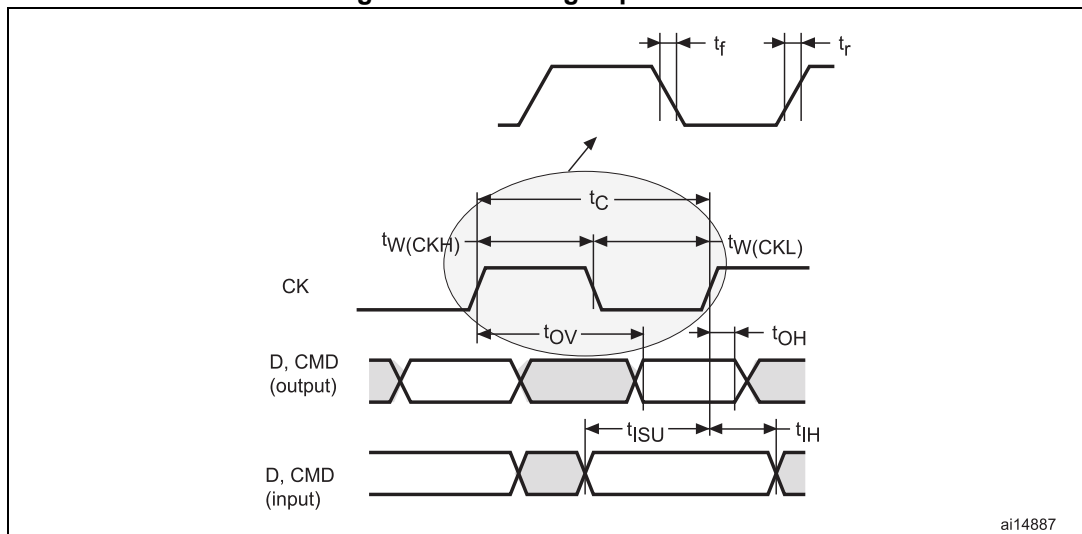 tf
tr
tC
tW(CKH)
tW(CKL)
CK
tOV
tOH
D, CMD
(output)
tISU
tIH
D, CMD
(input)
ai14887